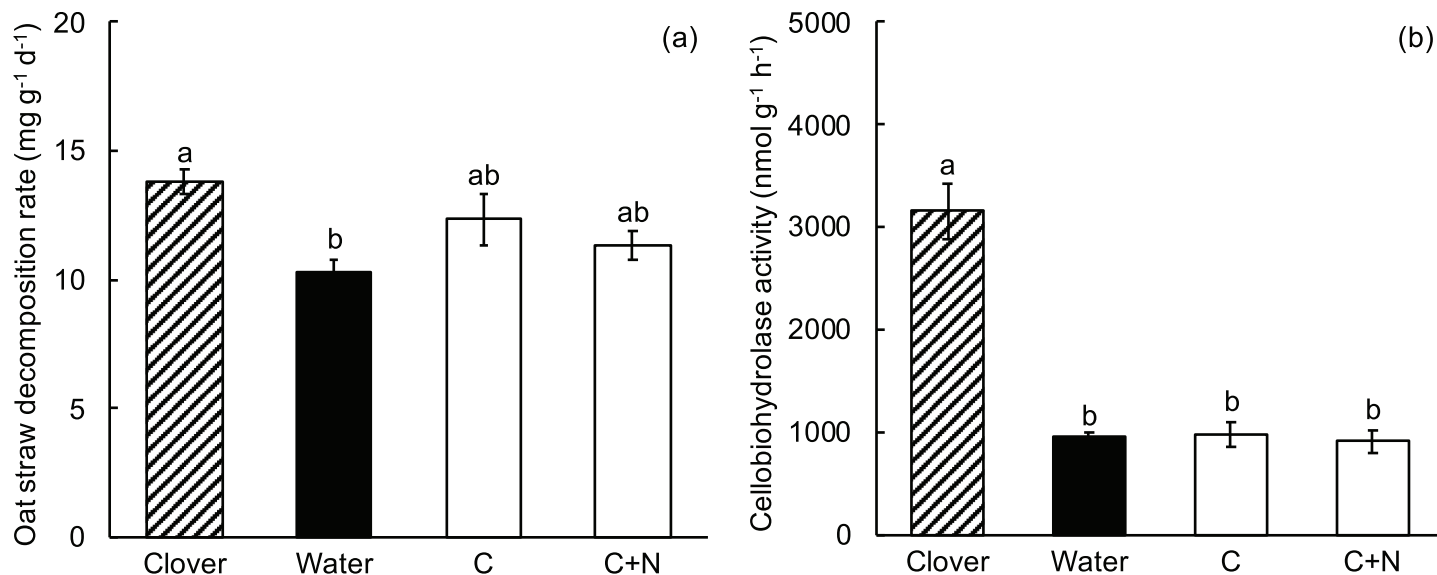 Oat straw decomposition rate (mg g⁻¹ d⁻¹)
20
15
10
5
0
(a)
a
b
ab
ab
Clover Water C C+N
Cellobiohydrolase activity (nmol g⁻¹ h⁻¹)
5000
4000
3000
2000
1000
0
(b)
a
b
b
b
Clover Water C C+N